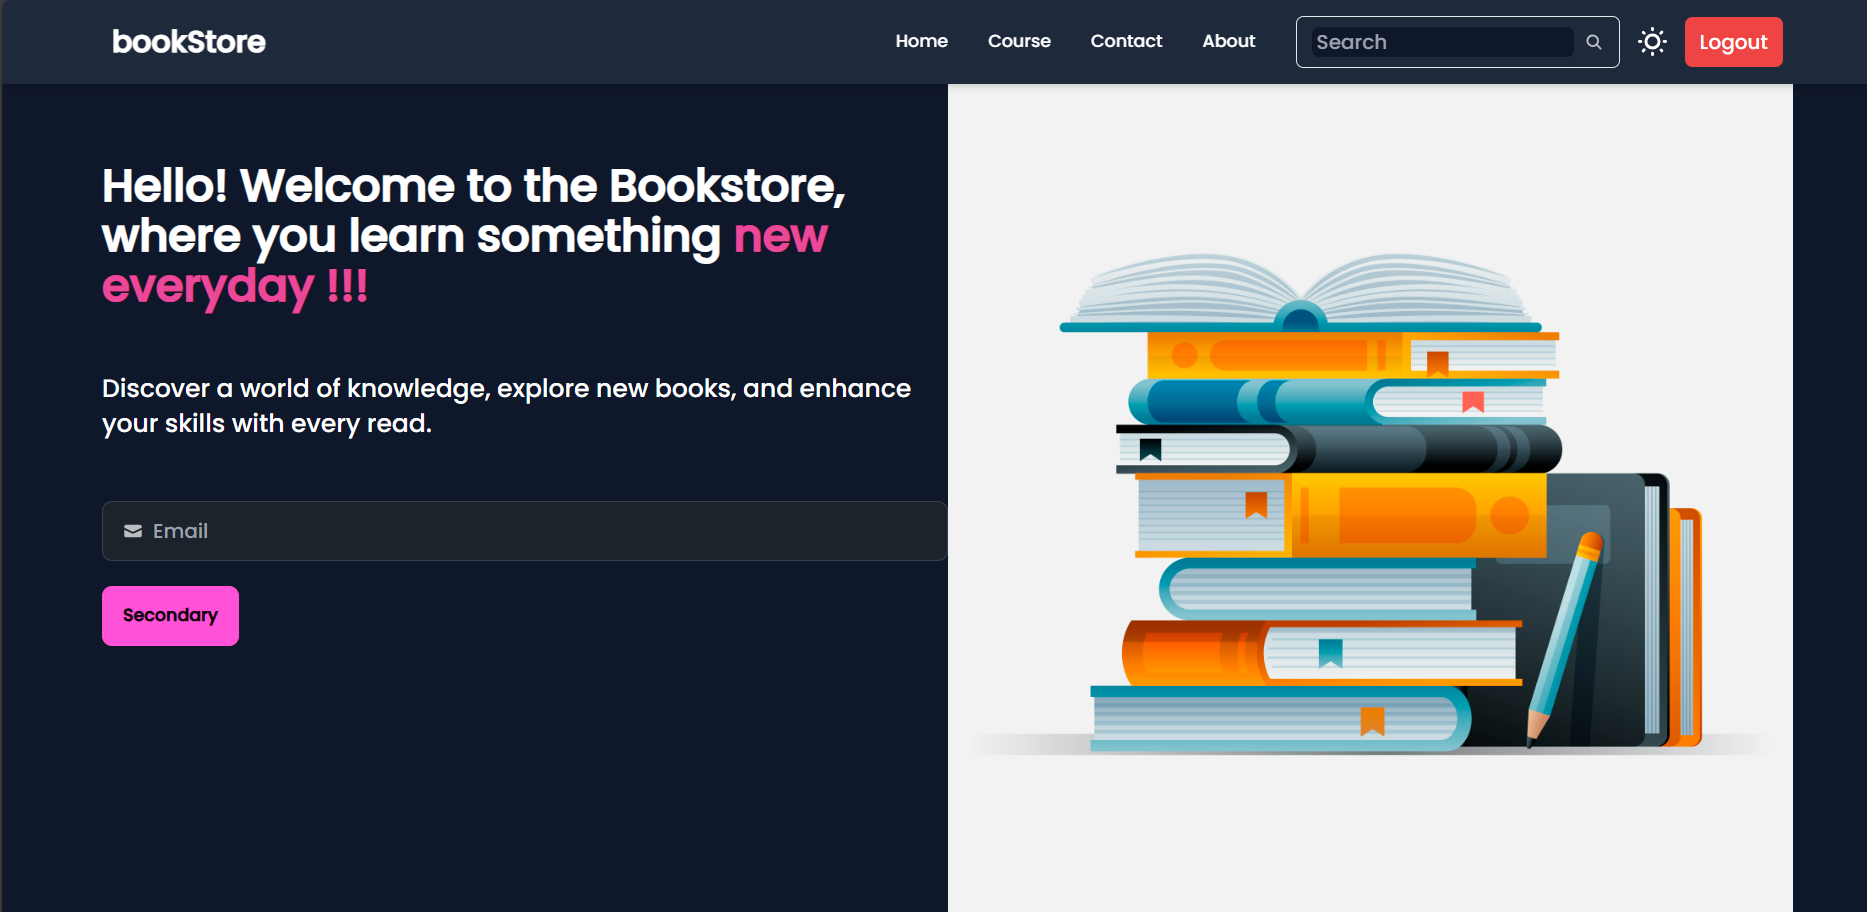 bookStore
Home
Course
Contact
About
Search
Logout
Hello! Welcome to the Bookstore,
where you learn something new
everyday !!!
Discover a world of knowledge, explore new books, and enhance
your skills with every read.
Email
Secondary